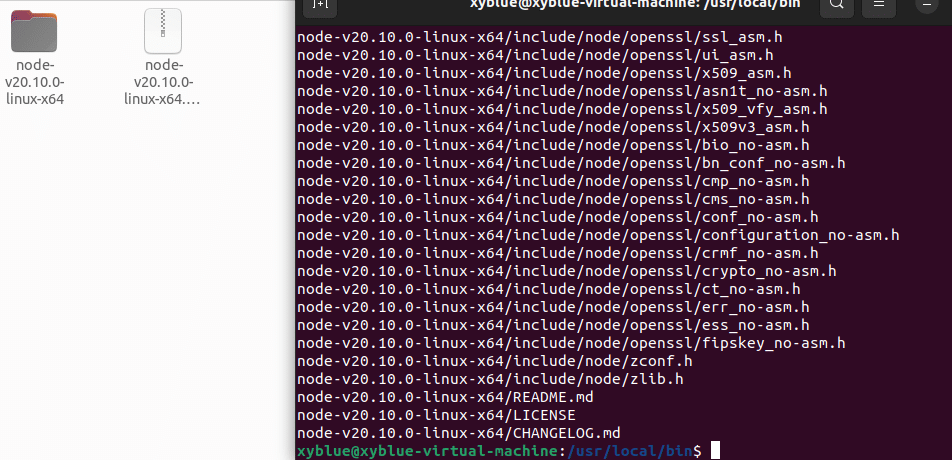 node-
v20.10.0-
linux-x64
node-
v20.10.0-
linux-x64....
xyblue@xyblue-virtual-machine: /usr/local/bin
node-v20.10.0-linux-x64/include/node/openssl/ssl_asm.h
node-v20.10.0-linux-x64/include/node/openssl/ui_asm.h
node-v20.10.0-linux-x64/include/node/openssl/x509_asm.h
node-v20.10.0-linux-x64/include/node/openssl/asn1t_no-asm.h
node-v20.10.0-linux-x64/include/node/openssl/x509_vfy_asm.h
node-v20.10.0-linux-x64/include/node/openssl/x509v3_asm.h
node-v20.10.0-linux-x64/include/node/openssl/bio_no-asm.h
node-v20.10.0-linux-x64/include/node/openssl/bn_conf_no-asm.h
node-v20.10.0-linux-x64/include/node/openssl/cmp_no-asm.h
node-v20.10.0-linux-x64/include/node/openssl/cms_no-asm.h
node-v20.10.0-linux-x64/include/node/openssl/conf_no-asm.h
node-v20.10.0-linux-x64/include/node/openssl/configuration_no-asm.h
node-v20.10.0-linux-x64/include/node/openssl/crmf_no-asm.h
node-v20.10.0-linux-x64/include/node/openssl/crypto_no-asm.h
node-v20.10.0-linux-x64/include/node/openssl/ct_no-asm.h
node-v20.10.0-linux-x64/include/node/openssl/err_no-asm.h
node-v20.10.0-linux-x64/include/node/openssl/ess_no-asm.h
node-v20.10.0-linux-x64/include/node/openssl/fipskey_no-asm.h
node-v20.10.0-linux-x64/include/node/zconf.h
node-v20.10.0-linux-x64/include/node/zlib.h
node-v20.10.0-linux-x64/README.md
node-v20.10.0-linux-x64/LICENSE
node-v20.10.0-linux-x64/CHANGELOG.md
xyblue@xyblue-virtual-machine:/usr/local/bin$